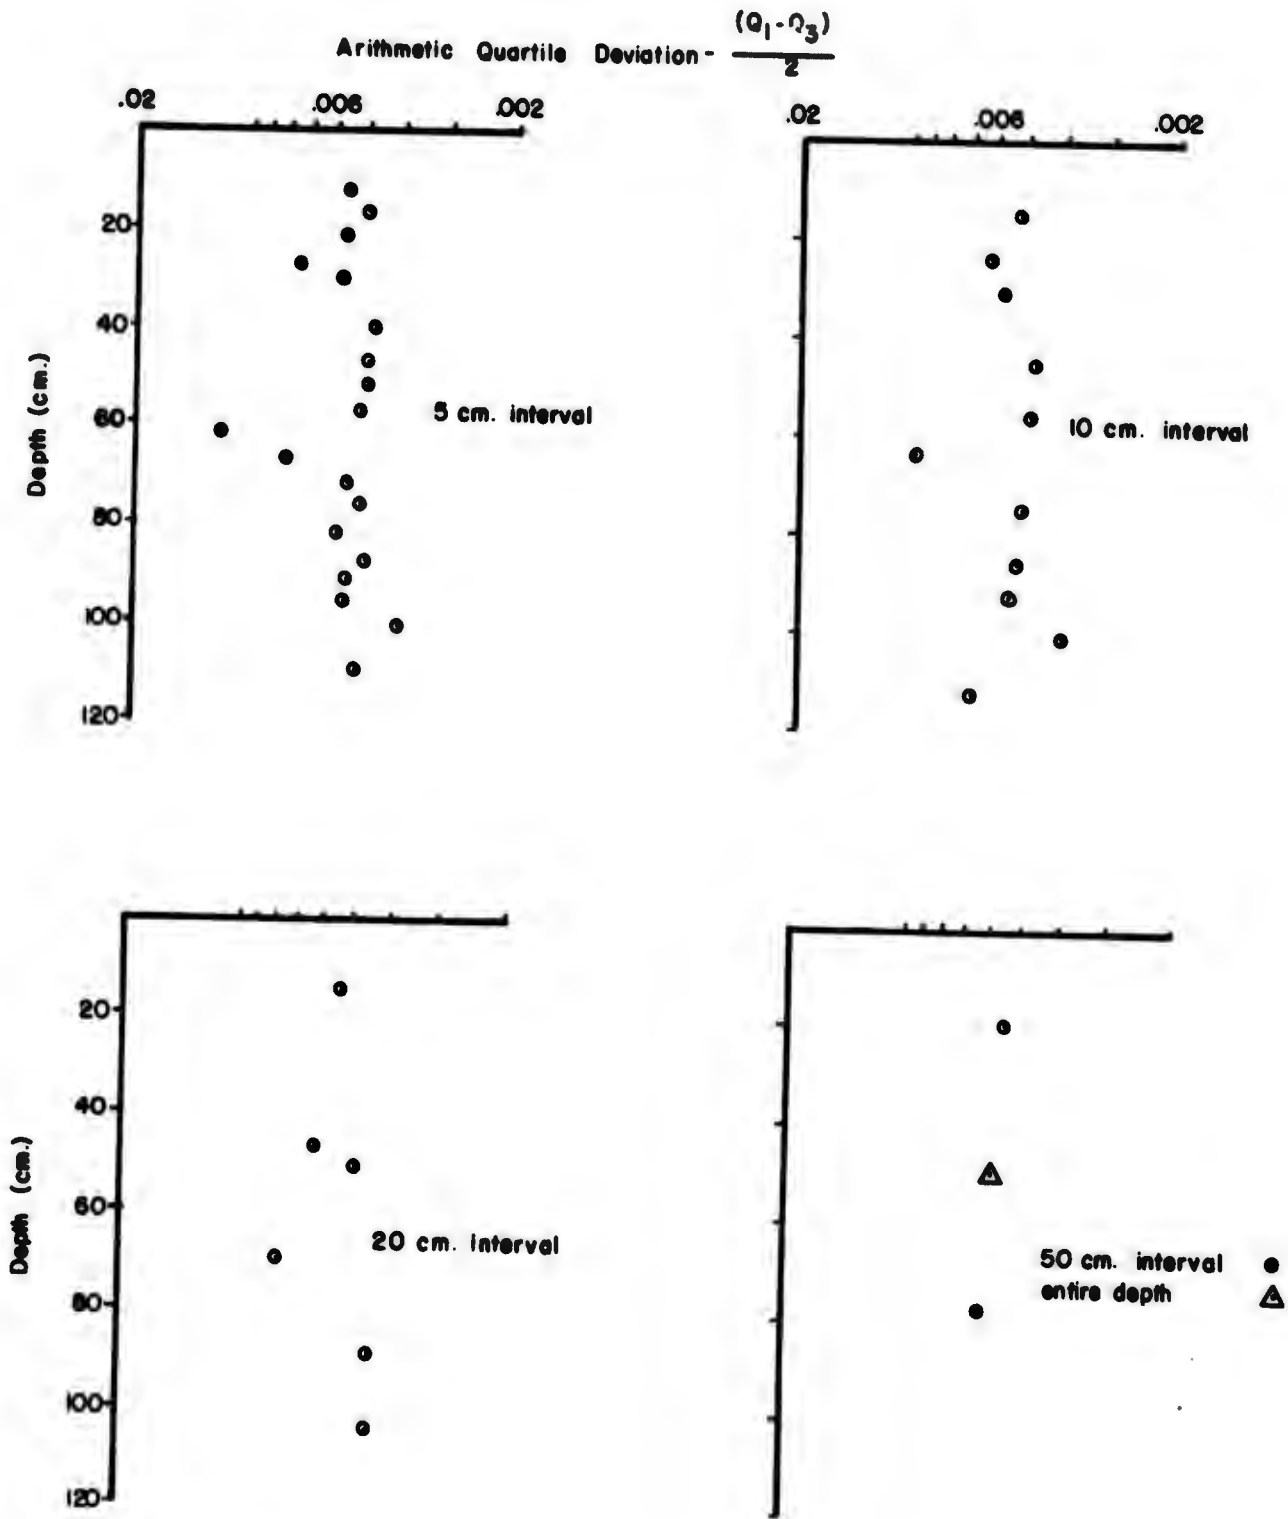 Arithmetic Quartile Deviation- (Q₁-Q₃)
2
.02 .006 .002
.02 .006 .002
20
40
60
80
100
120
Depth (cm.)
5 cm. interval
10 cm. interval
20
40
60
80
100
120
Depth (cm.)
20 cm. interval
50 cm. interval
entire depth